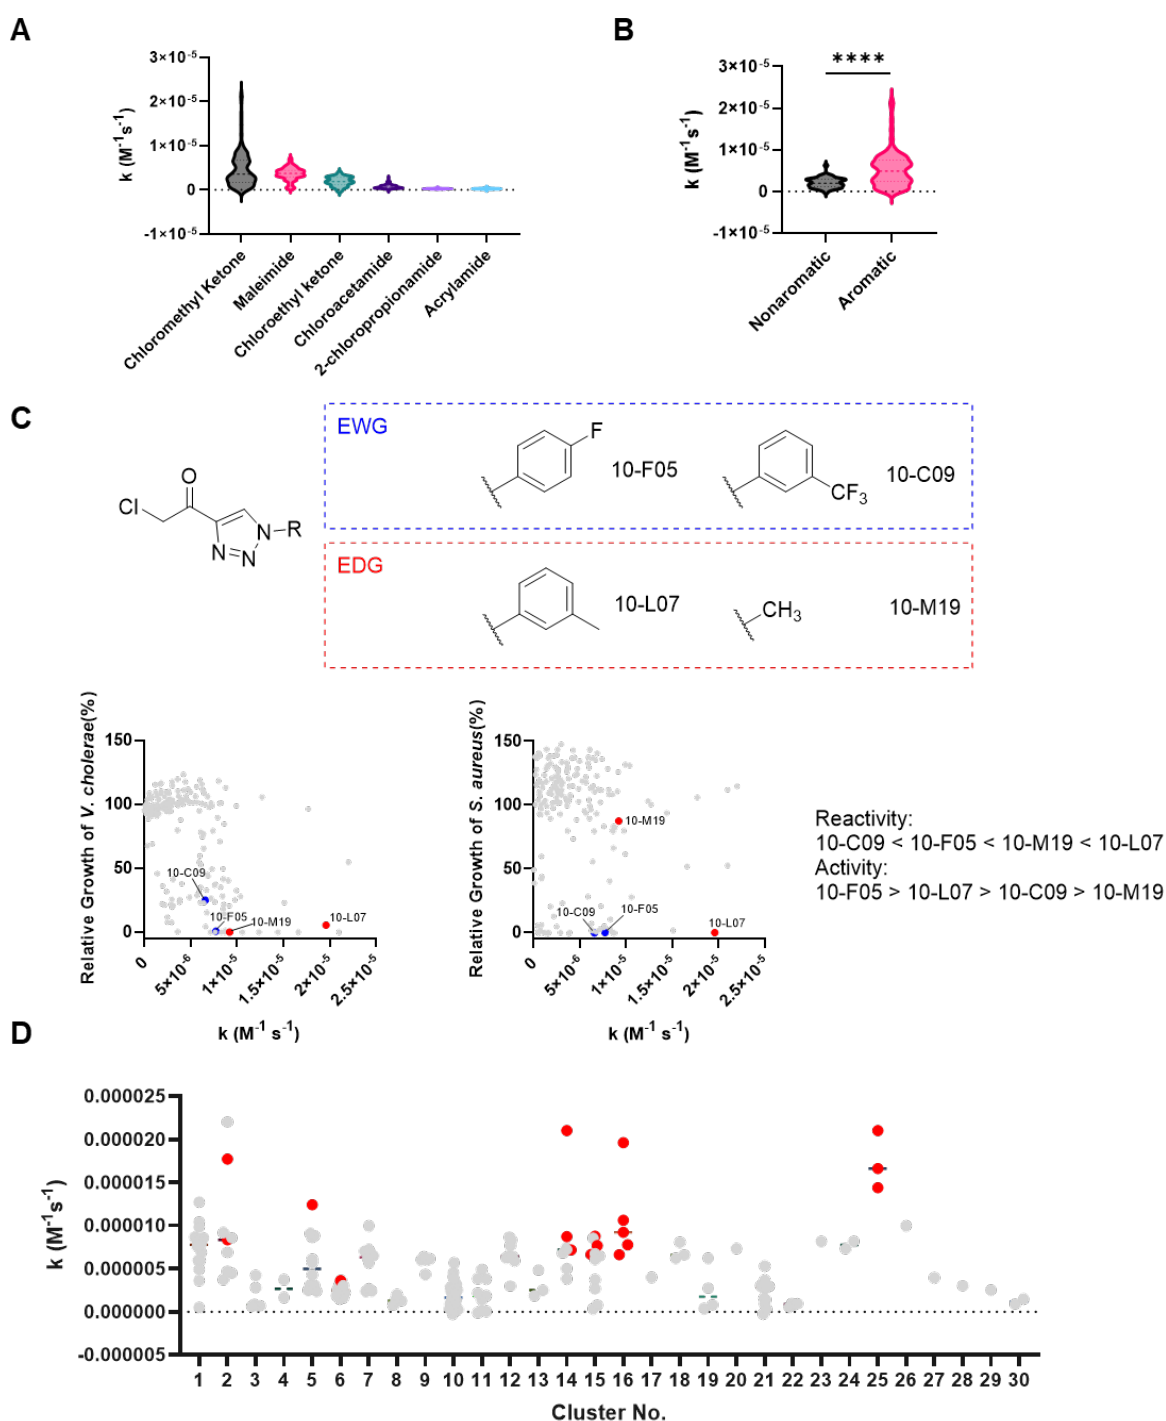 A
B
3×10⁻⁵
2×10⁻⁵
1×10⁻⁵
0
-1×10⁻⁵
k (M⁻¹s⁻¹)
Chloromethyl Ketone
Maleimide
Chloroethyl ketone
Chloroacetamide
2-chloropropionamide
Acrylamide
****
3×10⁻⁵
2×10⁻⁵
1×10⁻⁵
0
-1×10⁻⁵
k (M⁻¹s⁻¹)
Nonaromatic
Aromatic
C
Cl
O
N
N
N
R
EWG
F
10-F05
CF₃
10-C09
EDG
10-L07
CH₃
10-M19
Relative Growth of V. cholerae(%)
150
100
50
0
10-C09
10-F05
10-M19
10-L07
0
5×10⁻⁶
1×10⁻⁵
1.5×10⁻⁵
2×10⁻⁵
2.5×10⁻⁵
k (M⁻¹ s⁻¹)
Relative Growth of S. aureus(%)
150
100
50
0
10-M19
10-C09
10-F05
10-L07
0
5×10⁻⁶
1×10⁻⁵
1.5×10⁻⁵
2×10⁻⁵
2.5×10⁻⁵
k (M⁻¹ s⁻¹)
Reactivity:
10-C09 < 10-F05 < 10-M19 < 10-L07
Activity:
10-F05 > 10-L07 > 10-C09 > 10-M19
D
0.000025
0.000020
0.000015
0.000010
0.000005
0.000000
-0.000005
k (M⁻¹s⁻¹)
1 2 3 4 5 6 7 8 9 10 11 12 13 14 15 16 17 18 19 20 21 22 23 24 25 26 27 28 29 30
Cluster No.